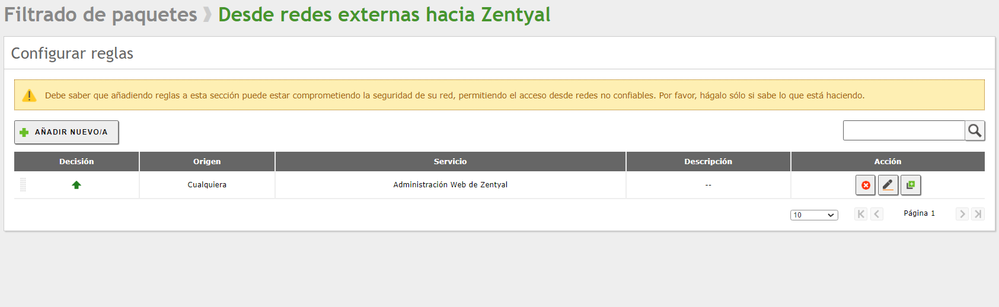 Filtrado de paquetes Desde redes externas hacia Zentyal
Configurar reglas
Debe saber que añadiendo reglas a esta sección puede estar comprometiendo la seguridad de su red, permitiendo el acceso desde redes no confiables. Por favor, hágalo sólo si sabe lo que está haciendo.
AÑADIR NUEVO/A
Decisión Origen Servicio Descripción Acción
Cualquiera Administración Web de Zentyal --
10 Página 1